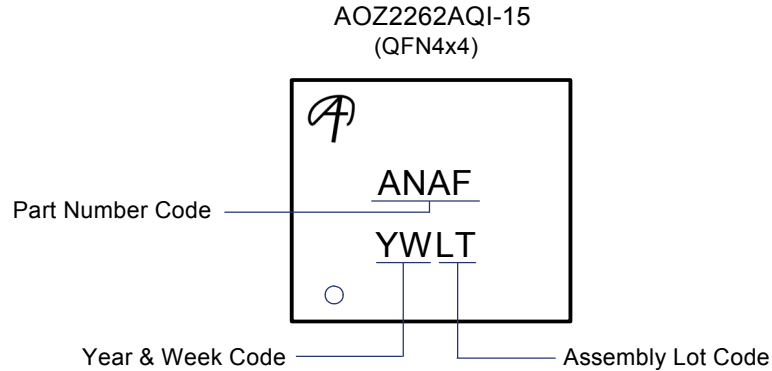 AOZ2262AQI-15
(QFN4x4)
ANAF
Part Number Code
YWLT
Year & Week Code
Assembly Lot Code